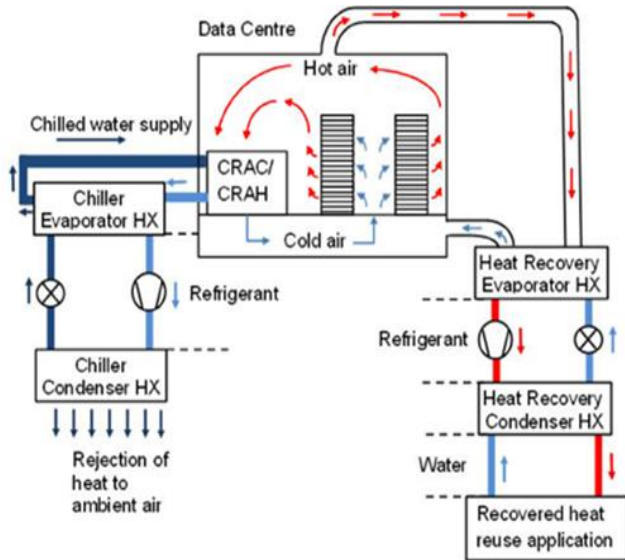 Data Centre
Hot air
Chilled water supply
CRAC/
CRAH
Chiller
Evaporator HX
Cold air
Heat Recovery
Evaporator HX
Refrigerant
Refrigerant
Chiller
Condenser HX
Heat Recovery
Condenser HX
Rejection of
heat to
ambient air
Water
Recovered heat
reuse application